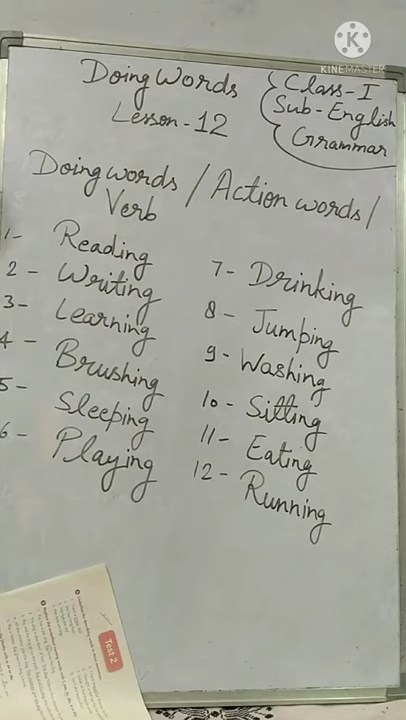 KINEMASTER
Doing Words
Lesson - 12
Class - I
Sub - English
Grammar
Doing words / Action words /
Verb
1- Reading
2 - Writing
3- Learning
4 - Brushing
5- Sleeping
6 - Playing
7- Drinking
8 - Jumping
9- Washing
10 - Sitting
11- Eating
12 - Running
Test 2